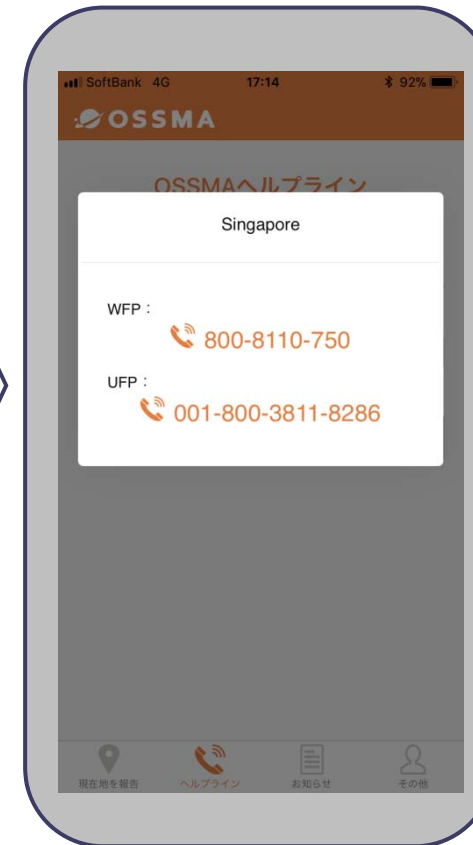 SoftBank 4G 17:14 92%
OSSMA
OSSMAヘルプライン
Singapore
WFP：
800-8110-750
UFP：
001-800-3811-8286
現在地を報告 ヘルプライン お知らせ その他